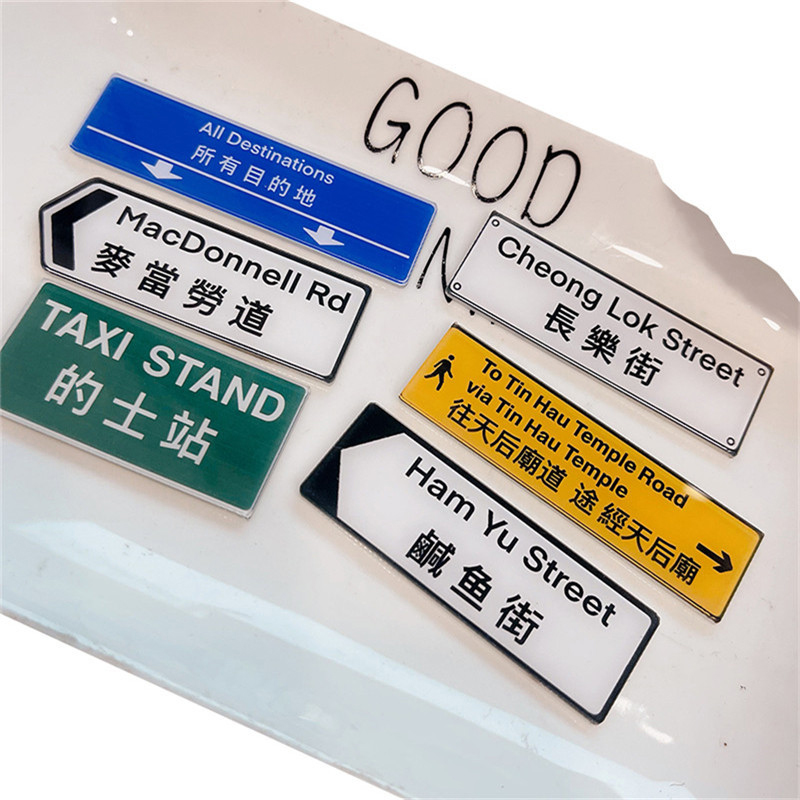 GOOD
All Destinations
所有目的地
MacDonnell Rd
麥當勞道
TAXI STAND
的士站
Cheong Lok Street
長樂街
To Tin Hau Temple Road
via Tin Hau Temple
往天后廟道 途經天后廟
Ham Yu Street
鹹鱼街